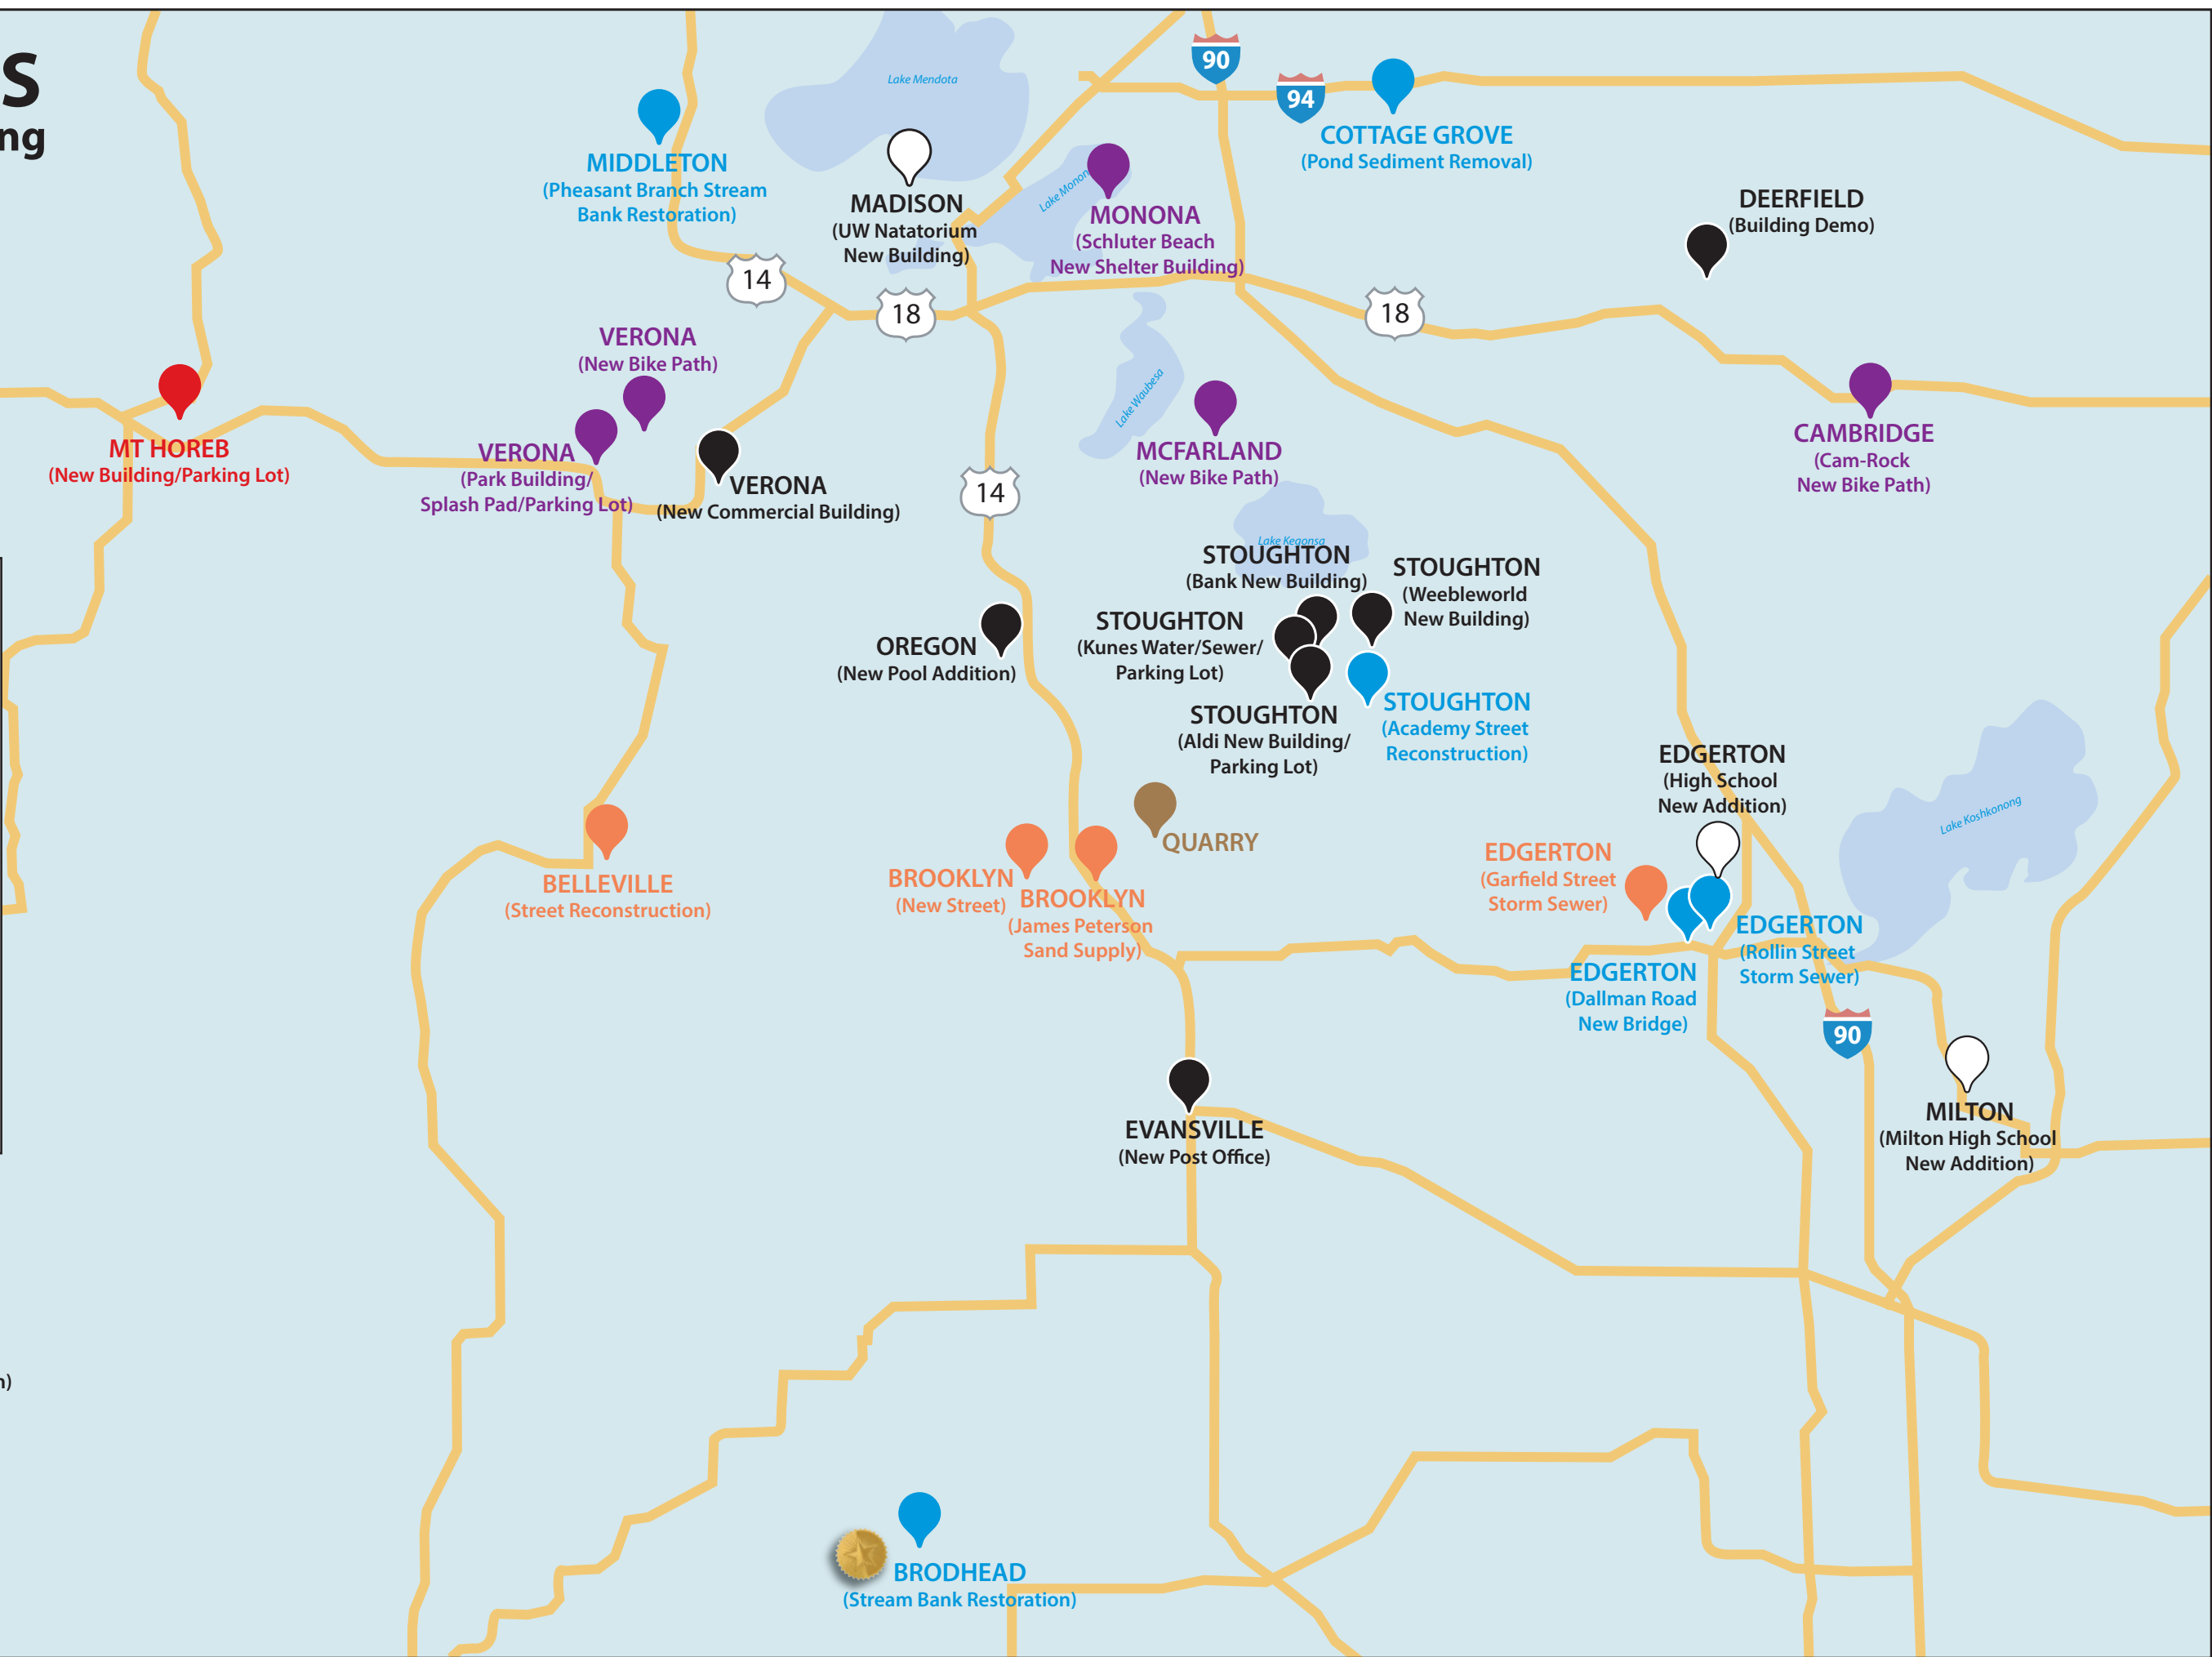 S
ng
90
94
Lake Mendota
COTTAGE GROVE
(Pond Sediment Removal)
MIDDLETON
(Pheasant Branch Stream
Bank Restoration)
MADISON
(UW Natatorium
New Building)
Lake Monon
MONONA
(Schluter Beach
New Shelter Building)
DEERFIELD
(Building Demo)
14
18
18
VERONA
(New Bike Path)
Lake Waubesa
MT HOREB
(New Building/Parking Lot)
VERONA
(Park Building/
Splash Pad/Parking Lot)
VERONA
(New Commercial Building)
MCFARLAND
(New Bike Path)
CAMBRIDGE
(Cam-Rock
New Bike Path)
14
Lake Kegonsa
STOUGHTON
(Bank New Building)
STOUGHTON
(Weebleworld
New Building)
OREGON
(New Pool Addition)
STOUGHTON
(Kunes Water/Sewer/
Parking Lot)
STOUGHTON
(Aldi New Building/
Parking Lot)
STOUGHTON
(Academy Street
Reconstruction)
EDGERTON
(High School
New Addition)
Lake Koshkonong
QUARRY
BELLEVILLE
(Street Reconstruction)
BROOKLYN
(New Street)
BROOKLYN
(James Peterson
Sand Supply)
EDGERTON
(Garfield Street
Storm Sewer)
EDGERTON
(Rollin Street
Storm Sewer)
EDGERTON
(Dallman Road
New Bridge)
90
EVANSVILLE
(New Post Office)
MILTON
(Milton High School
New Addition)
n)
BRODHEAD
(Stream Bank Restoration)